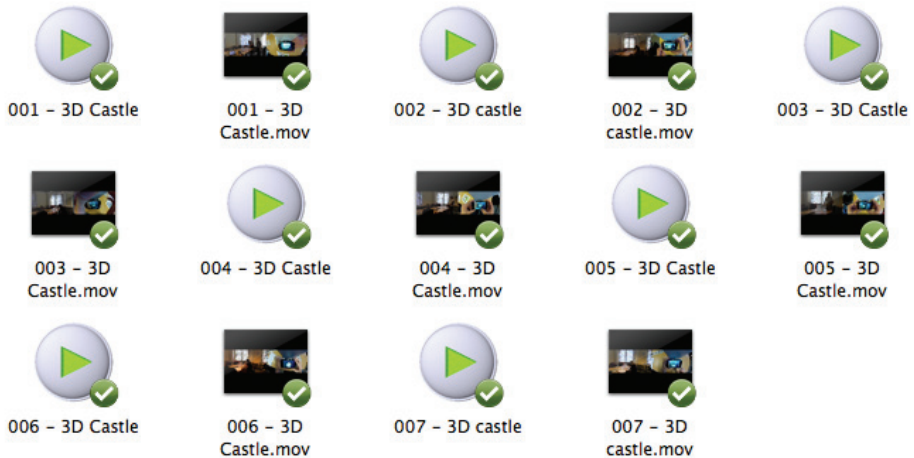 001 – 3D Castle
001 – 3D
Castle.mov
002 – 3D castle
002 – 3D
castle.mov
003 – 3D Castle
003 – 3D
Castle.mov
004 – 3D Castle
004 – 3D
Castle.mov
005 – 3D Castle
005 – 3D
Castle.mov
006 – 3D Castle
006 – 3D
Castle.mov
007 – 3D castle
007 – 3D
castle.mov